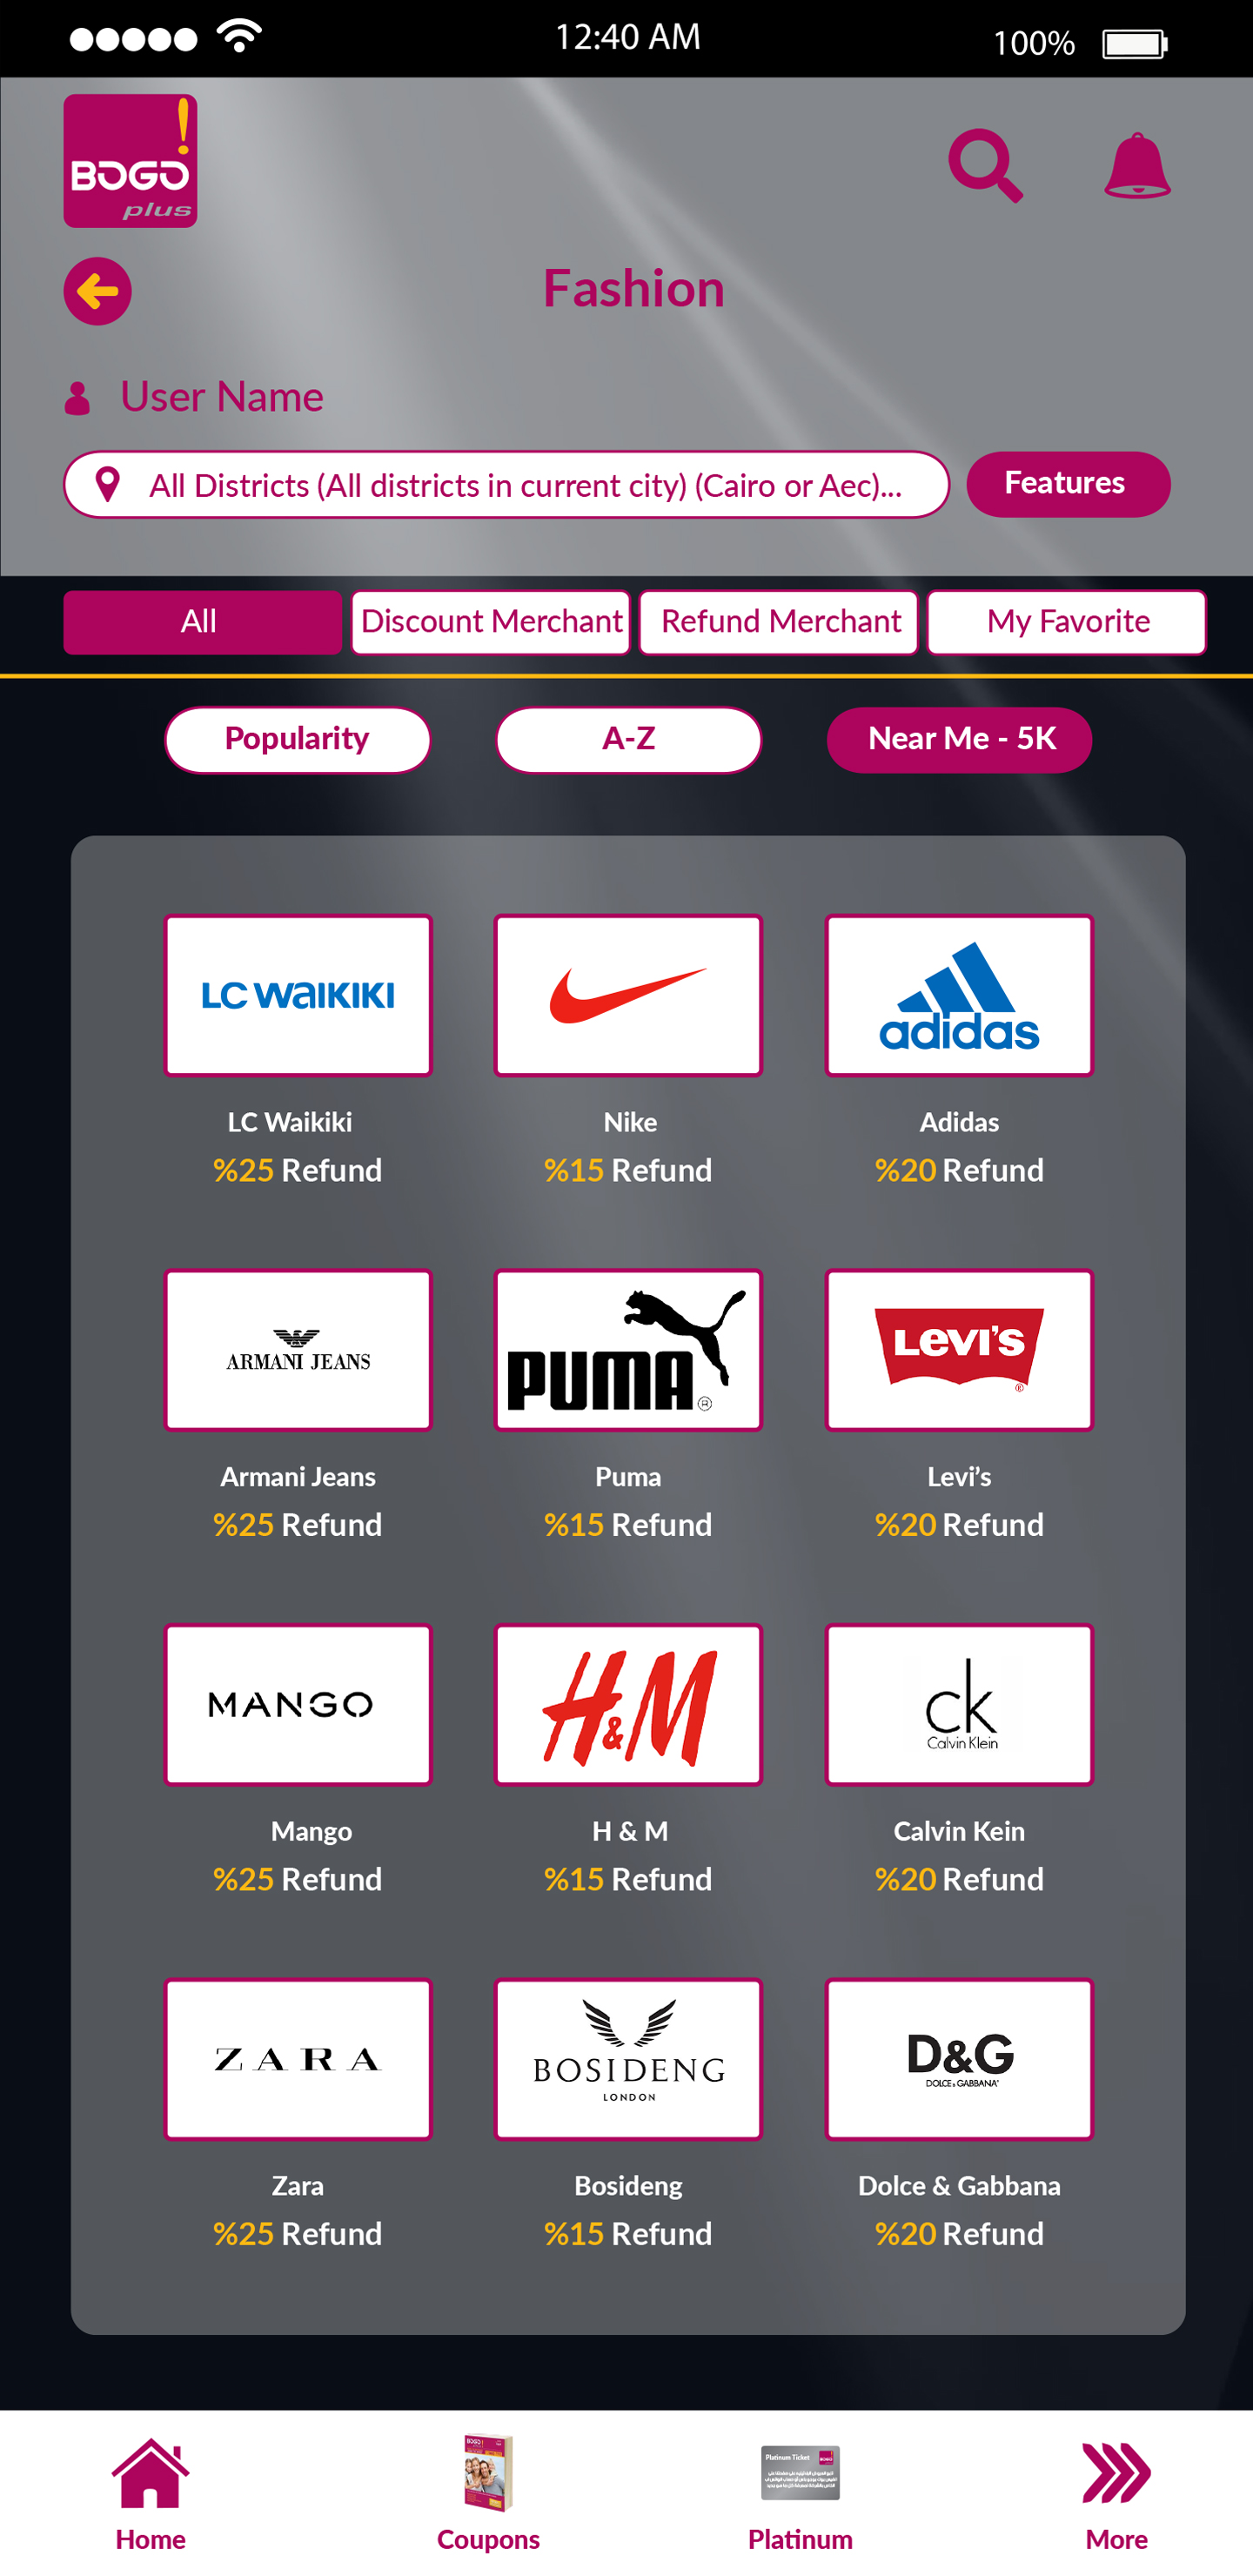 12:40 AM
100%
BOGO!
plus
Fashion
User Name
All Districts (All districts in current city) (Cairo or Aec)...
Features
All
Discount Merchant
Refund Merchant
My Favorite
Popularity
A-Z
Near Me - 5K
LC WAIKIKI
adidas
LC Waikiki
Nike
Adidas
%25 Refund
%15 Refund
%20 Refund
ARMANI JEANS
PUMA ®
LEVI'S ®
Armani Jeans
Puma
Levi's
%25 Refund
%15 Refund
%20 Refund
MANGO
H&M
ck
Calvin Klein
Mango
H & M
Calvin Kein
%25 Refund
%15 Refund
%20 Refund
ZARA
BOSIDENG
LONDON
D&G
DOLCE & GABBANA
Zara
Bosideng
Dolce & Gabbana
%25 Refund
%15 Refund
%20 Refund
BOGO!
Platinum Ticket
BOGO!
Home
Coupons
Platinum
More